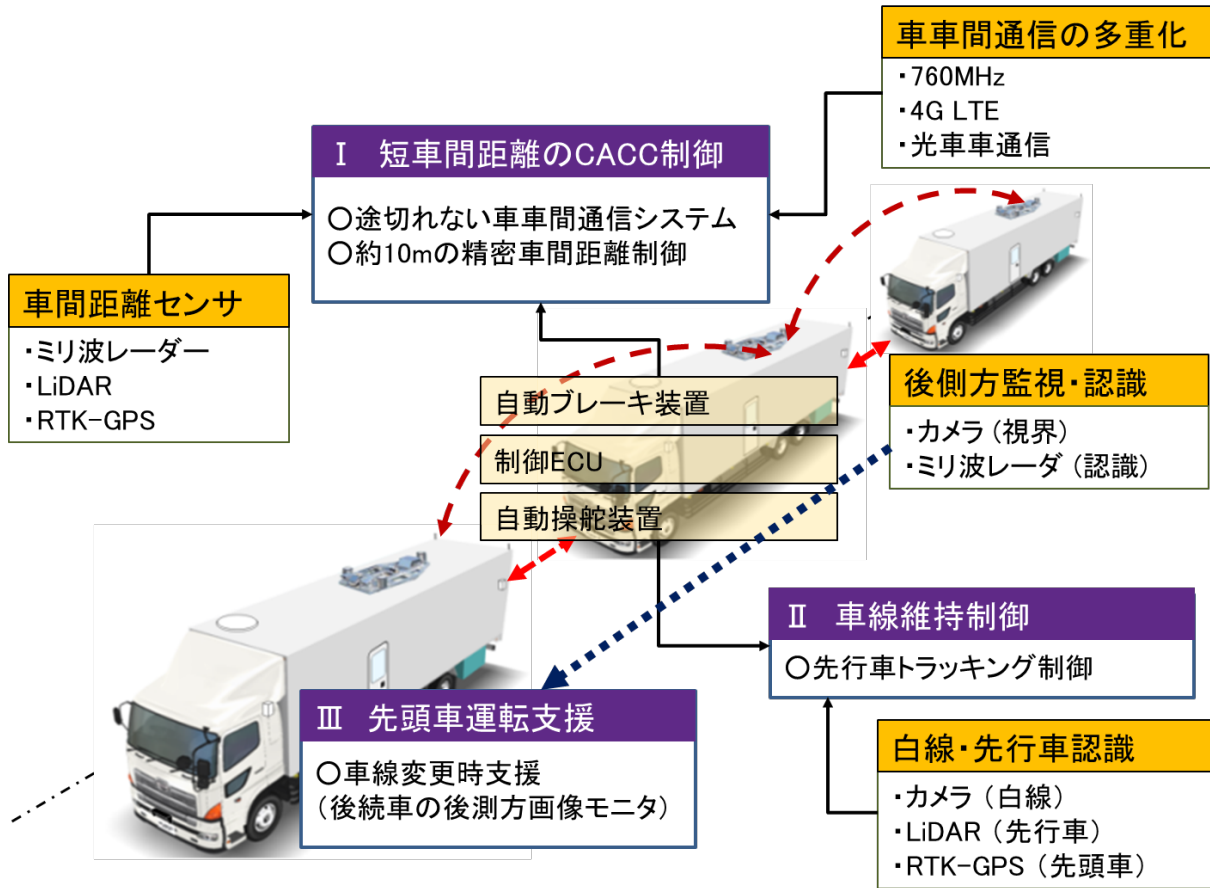 車車間通信の多重化
・760MHz
・4G LTE
・光車車通信
Ⅰ 短車間距離のCACC制御
○途切れない車車間通信システム
○約10mの精密車間距離制御
車間距離センサ
・ミリ波レーダー
・LiDAR
・RTK-GPS
自動ブレーキ装置
制御ECU
自動操舵装置
後側方監視・認識
・カメラ（視界）
・ミリ波レーダ（認識）
Ⅱ 車線維持制御
○先行車トラッキング制御
Ⅲ 先頭車運転支援
○車線変更時支援
（後続車の後測方画像モニタ）
白線・先行車認識
・カメラ（白線）
・LiDAR（先行車）
・RTK-GPS（先頭車）